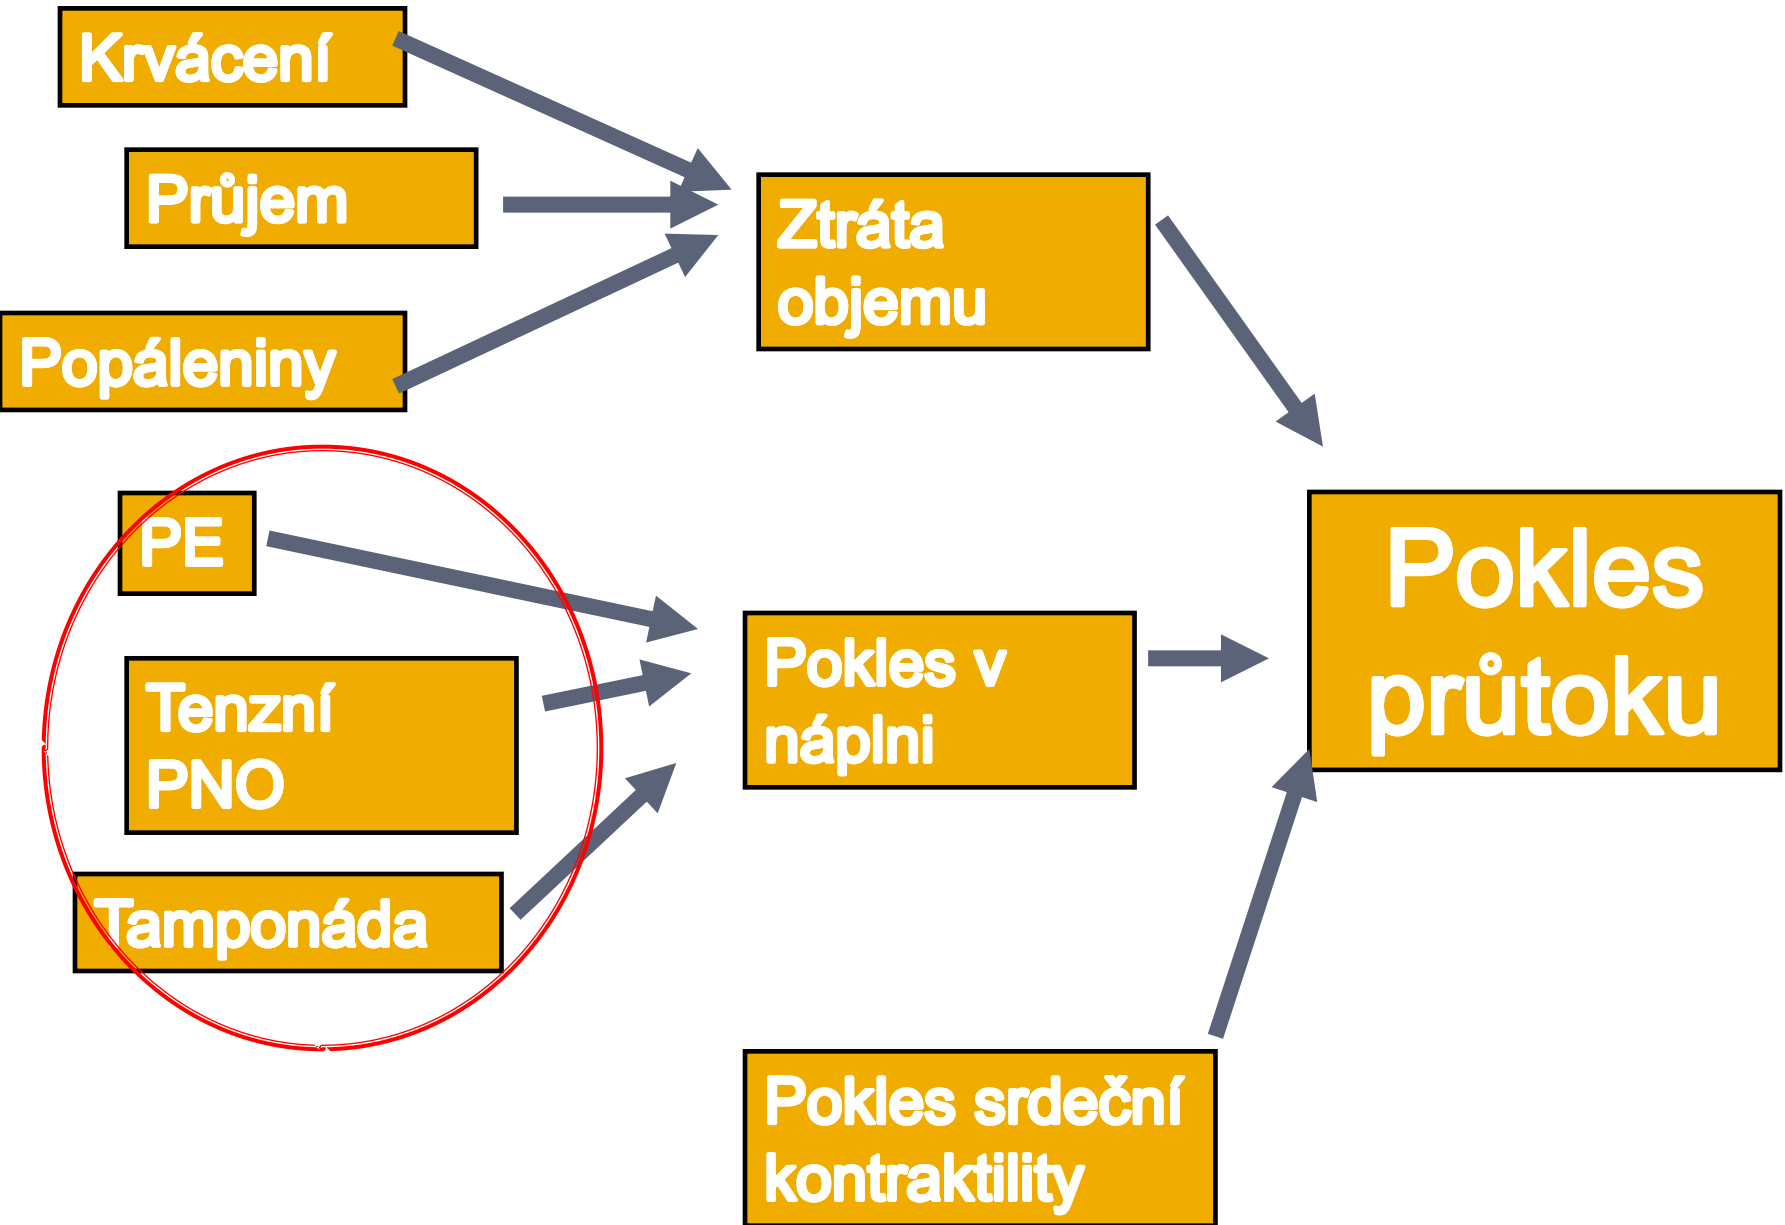 Krvácení
Průjem
Popáleniny
Ztráta
objemu
PE
Tenzní
PNO
Tamponáda
Pokles v
náplni
Pokles srdeční
kontraktility
Pokles
průtoku